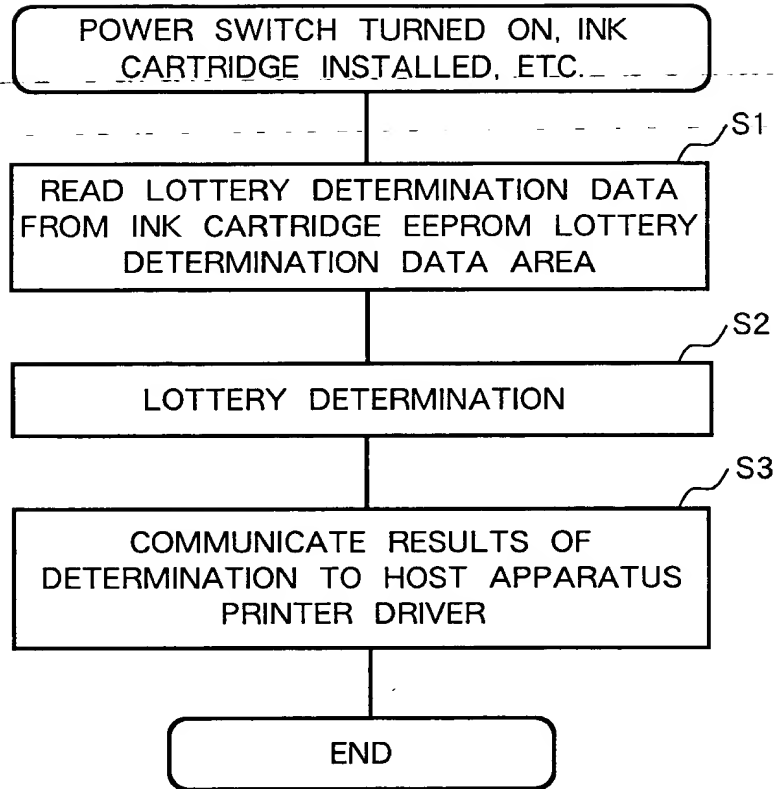 POWER SWITCH TURNED ON, INK
CARTRIDGE INSTALLED, ETC.
S1
READ LOTTERY DETERMINATION DATA
FROM INK CARTRIDGE EEPROM LOTTERY
DETERMINATION DATA AREA
S2
LOTTERY DETERMINATION
S3
COMMUNICATE RESULTS OF
DETERMINATION TO HOST APPARATUS
PRINTER DRIVER
END